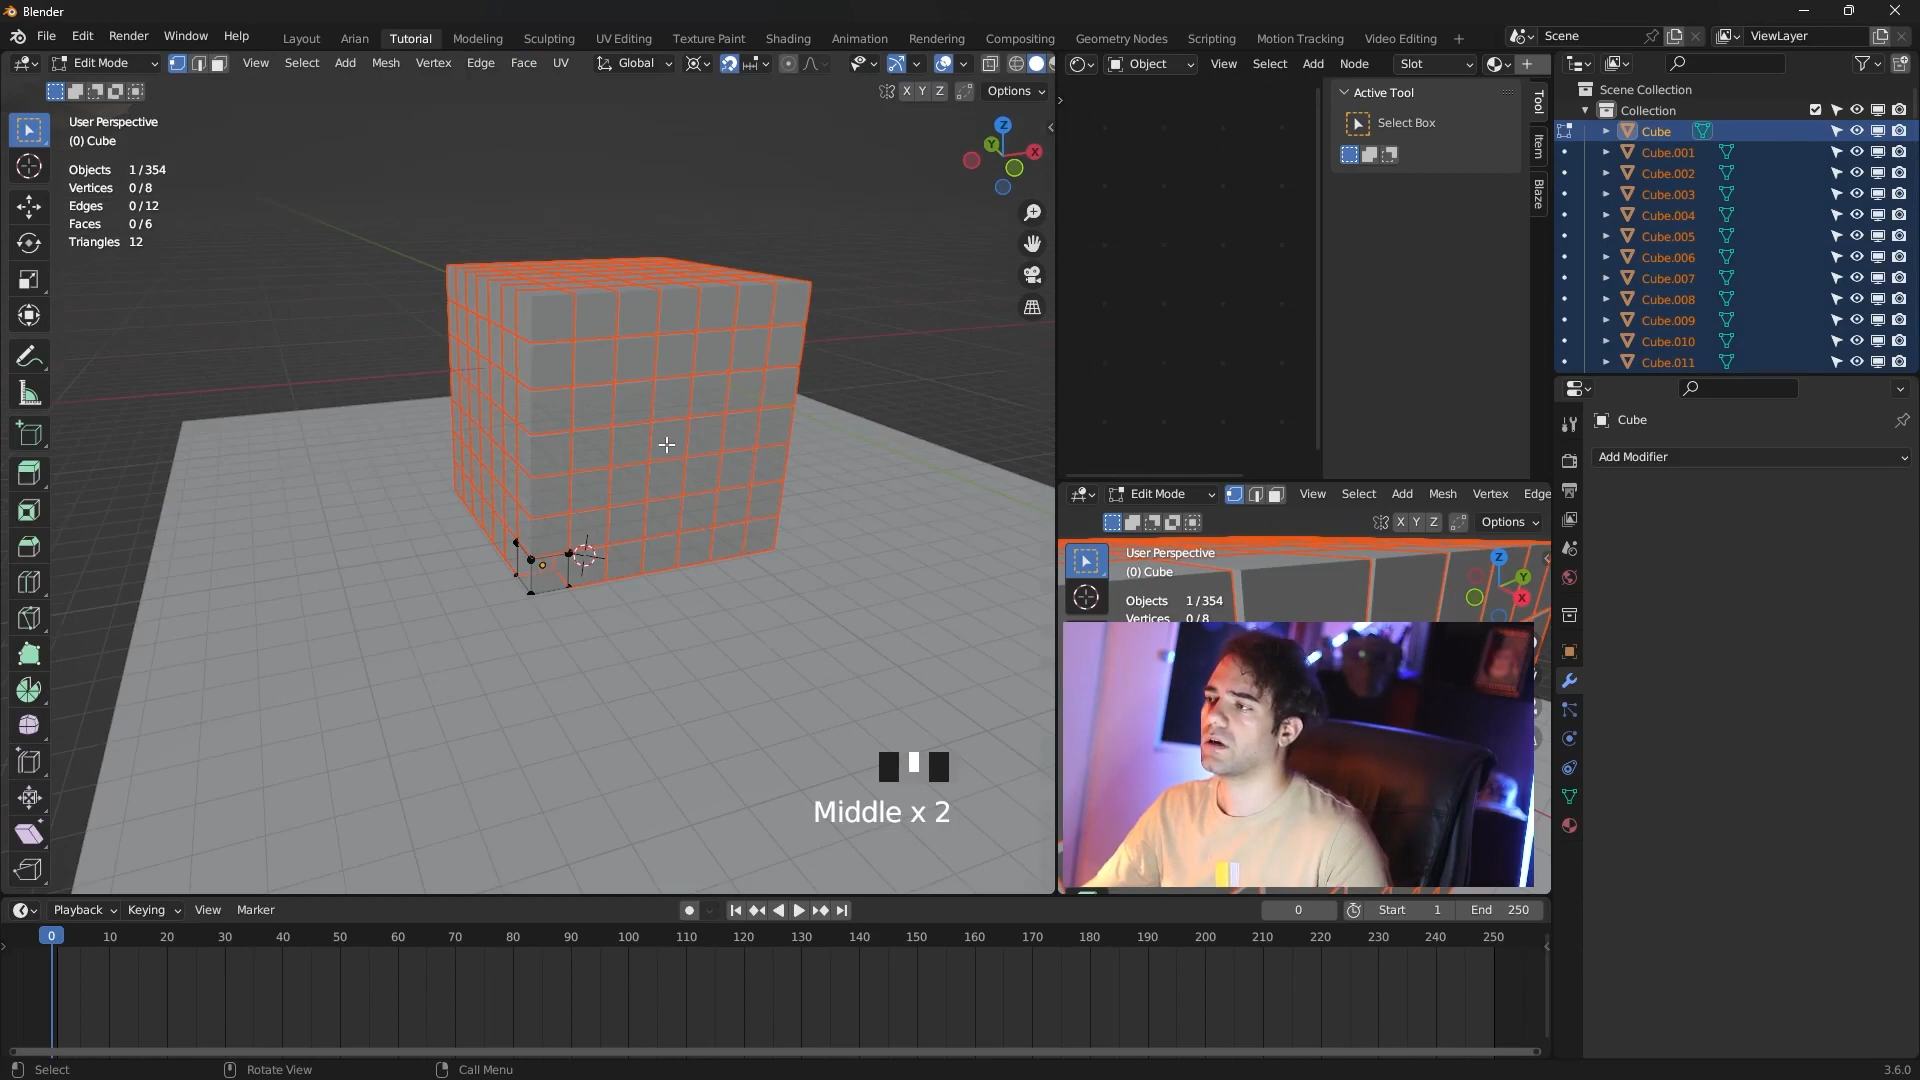 Blender
File Edit Render Window Help Layout Arian Tutorial Modeling Sculpting UV Editing Texture Paint Shading Animation Rendering Compositing Geometry Nodes Scripting Motion Tracking Video Editing + Scene ViewLayer
Edit Mode View Select Add Mesh Vertex Edge Face UV Global
X Y Z Options
User Perspective
(0) Cube
Objects 1/354
Vertices 0/8
Edges 0/12
Faces 0/6
Triangles 12
Z
Y
X
Middle x 2
Object View Select Add Node Slot
Active Tool
Select Box
Tool
Item
Blaze
Edit Mode View Select Add Mesh Vertex Edge
X Y Z Options
User Perspective
(0) Cube
Objects 1/354
Vertices 0/8
Z
Y
X
Scene Collection
Collection
Cube
Cube.001
Cube.002
Cube.003
Cube.004
Cube.005
Cube.006
Cube.007
Cube.008
Cube.009
Cube.010
Cube.011
Cube
Add Modifier
Playback Keying View Marker 0 Start 1 End 250
0 10 20 30 40 50 60 70 80 90 100 110 120 130 140 150 160 170 180 190 200 210 220 230 240 250
Select Rotate View Call Menu 3.6.0